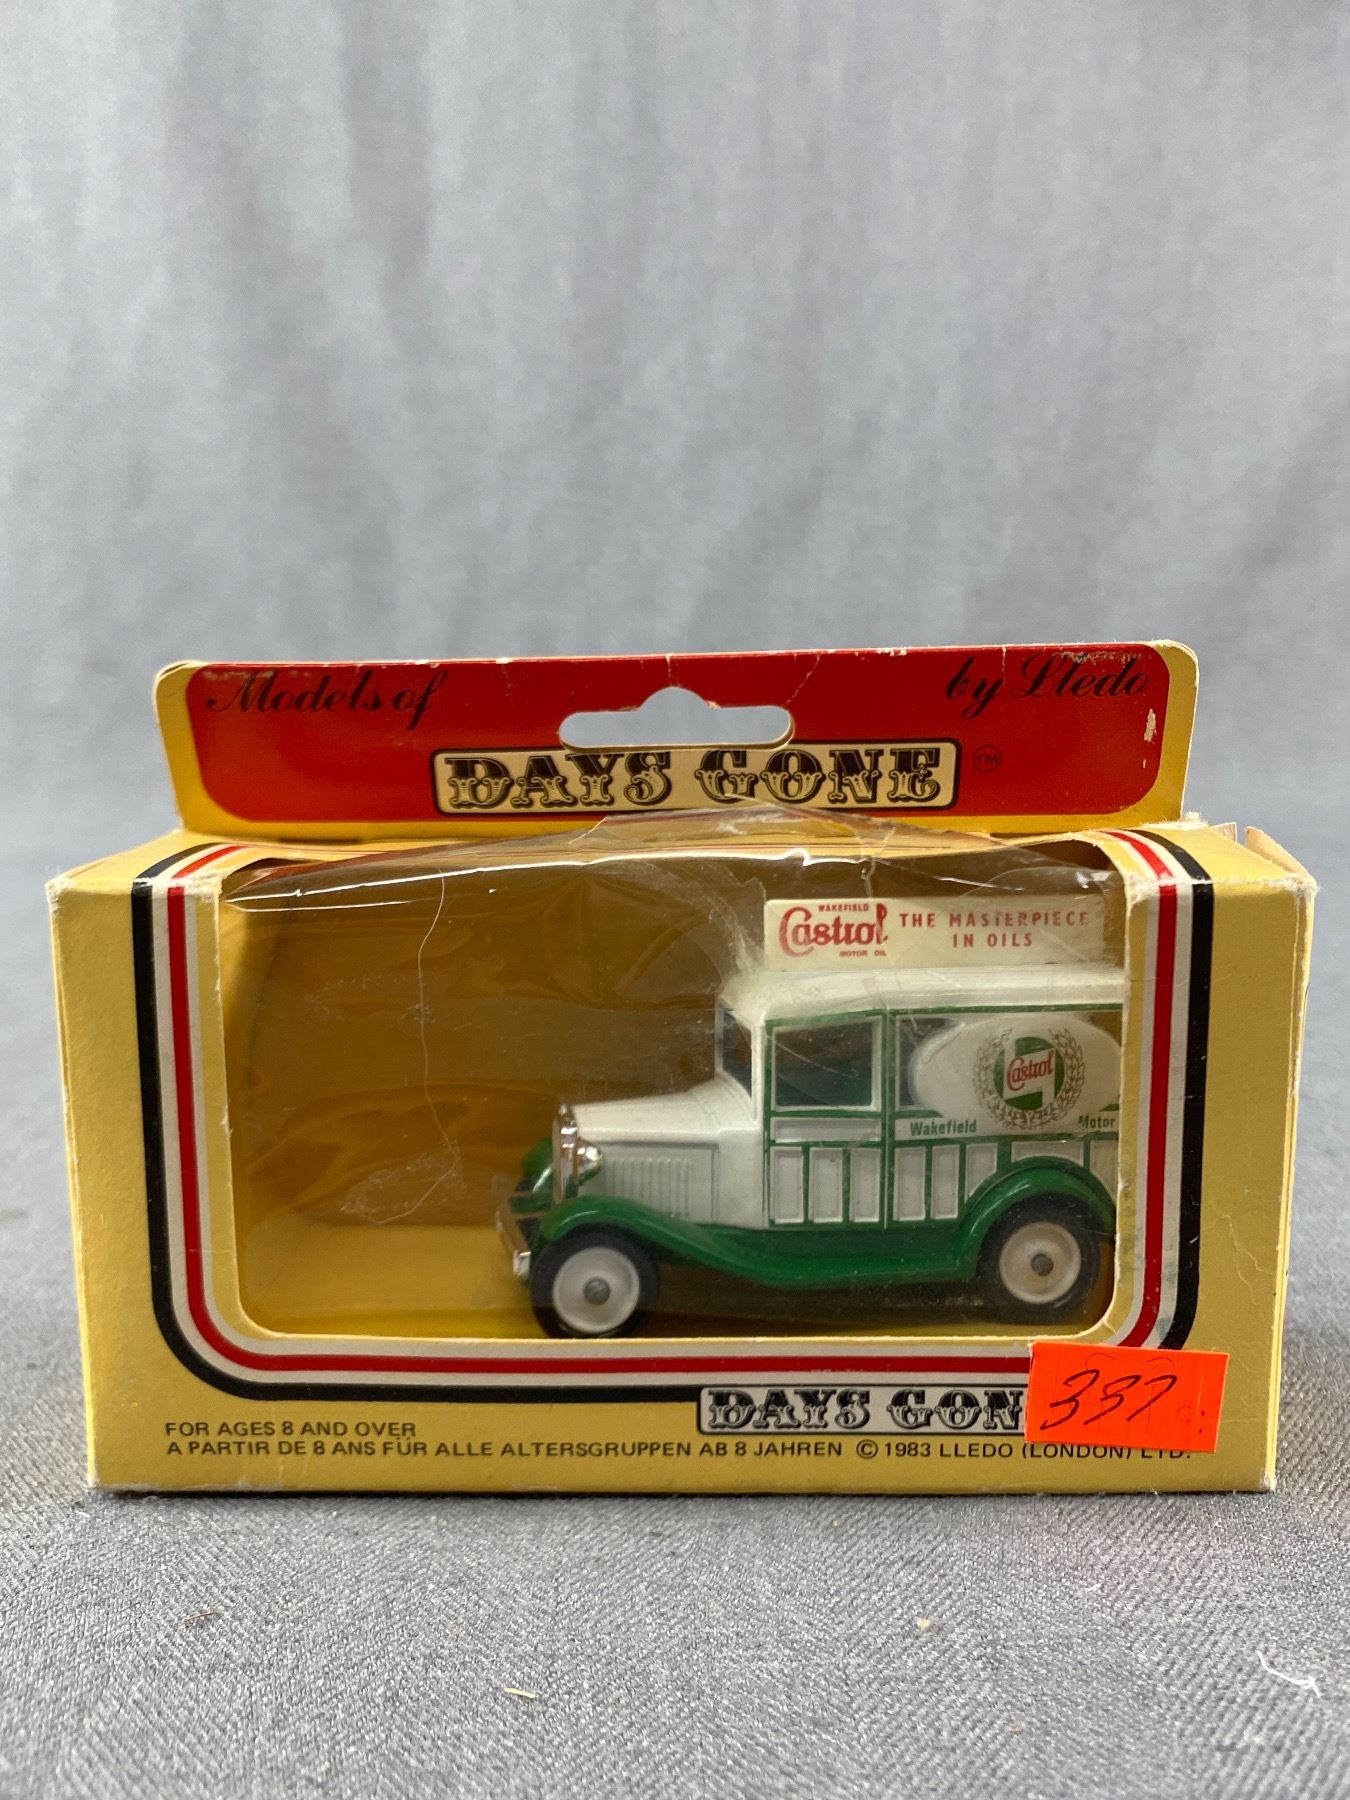 Models of
by Lledo
DAYS GONE
TM
WAKEFIELD
Castrol
MOTOR OIL
THE MASTERPIECE
IN OILS
Castrol
Wakefield
Motor
DAYS GON
337
FOR AGES 8 AND OVER
A PARTIR DE 8 ANS FÜR ALLE ALTERSGRUPPEN AB 8 JAHREN © 1983 LLEDO (LONDON) LTD.